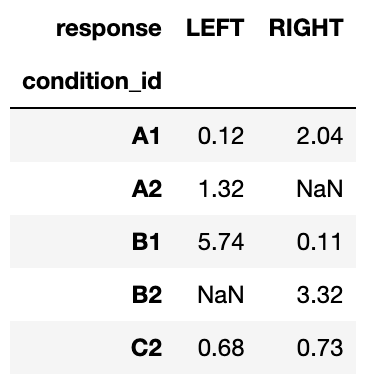 response LEFT RIGHT
condition_id
A1 0.12 2.04
A2 1.32 NaN
B1 5.74 0.11
B2 NaN 3.32
C2 0.68 0.73